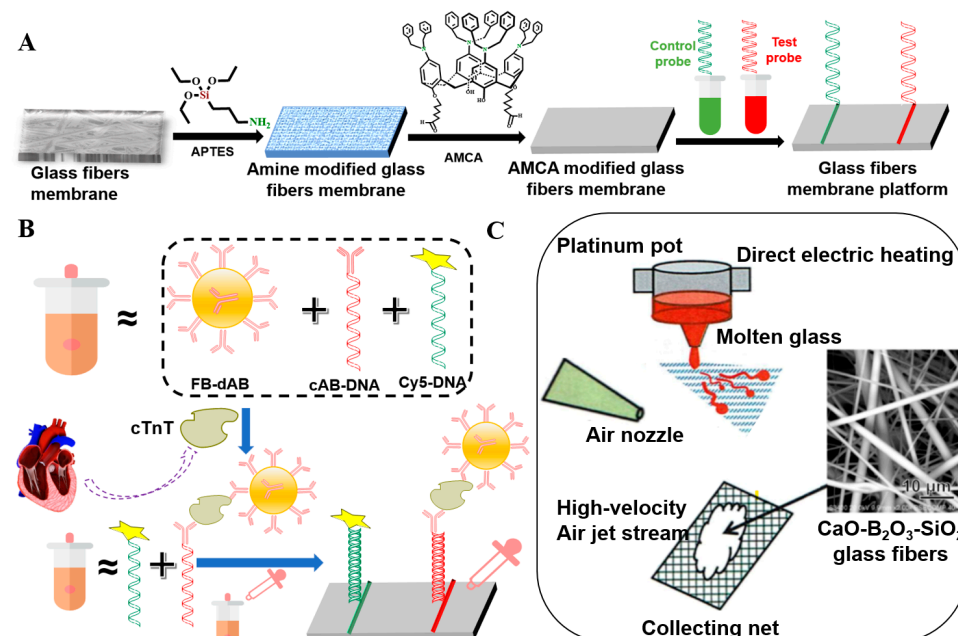 A
Control
probe
Test
probe
NH₂
APTES
AMCA
Glass fibers
membrane
Amine modified glass
fibers membrane
AMCA modified glass
fibers membrane
Glass fibers
membrane platform
B
≈
+
+
FB-dAB
cAB-DNA
Cy5-DNA
cTnT
≈
+
C
Platinum pot
Direct electric heating
Molten glass
Air nozzle
High-velocity
Air jet stream
10 μm
CaO-B₂O₃-SiO₂
glass fibers
Collecting net